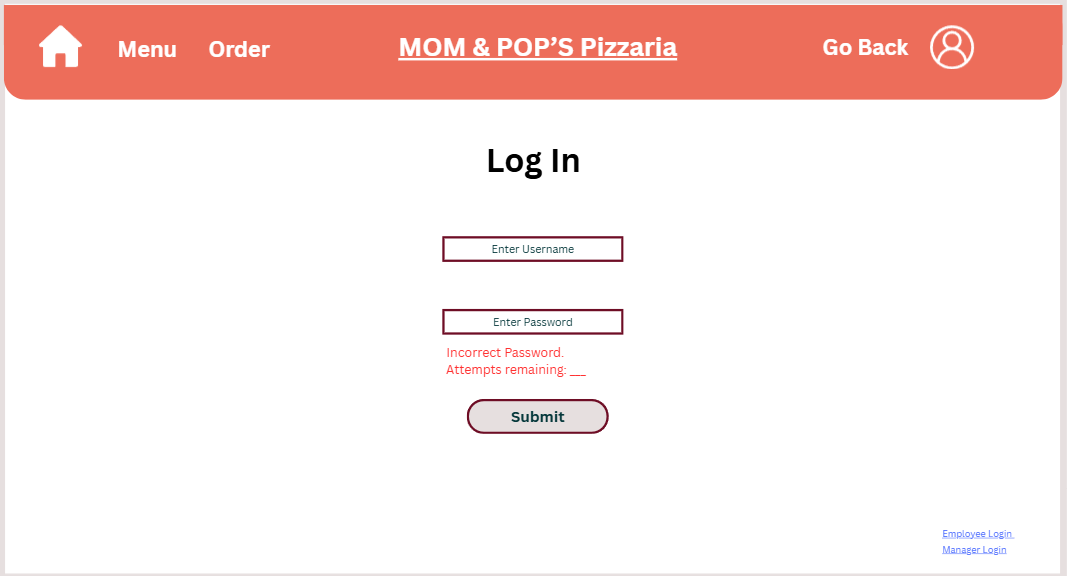 Menu Order MOM & POP’S Pizzaria Go Back
Log In
Enter Username
Enter Password
Incorrect Password.
Attempts remaining: ___
Submit
Employee Login
Manager Login